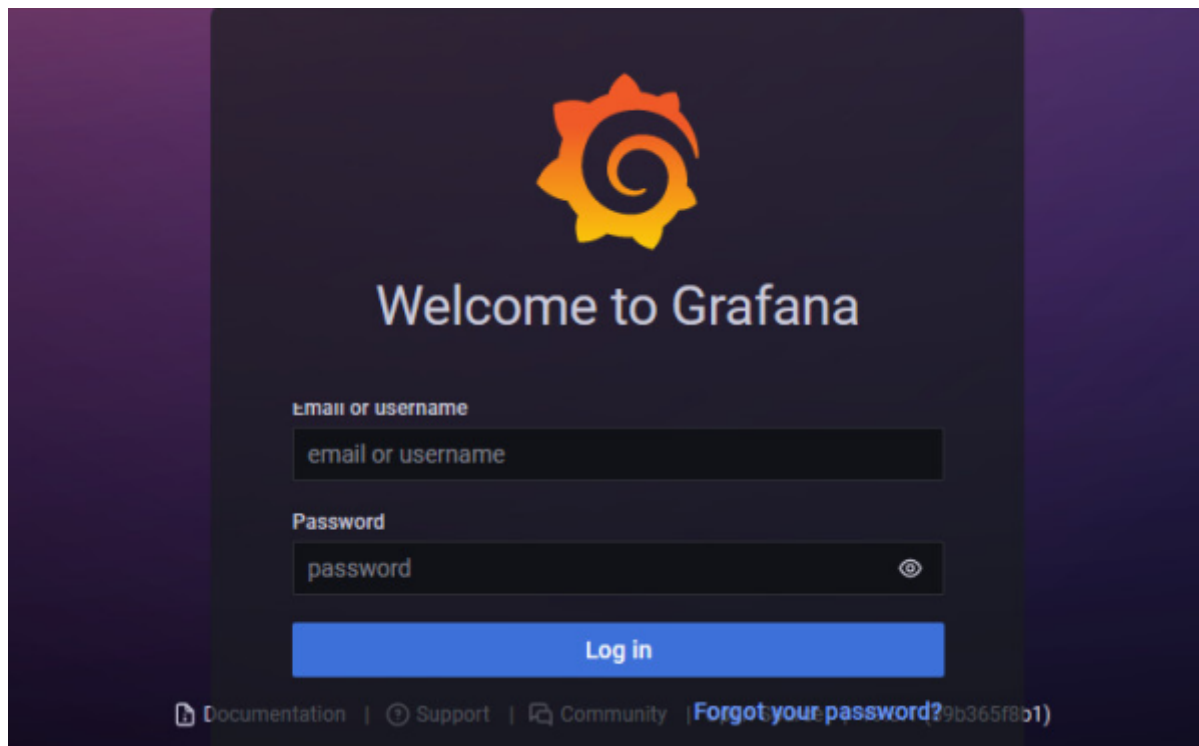 Welcome to Grafana
Email or username
email or username
Password
password
Log in
Forgot your password?
Documentation | Support | Community |
9b365f8b1)